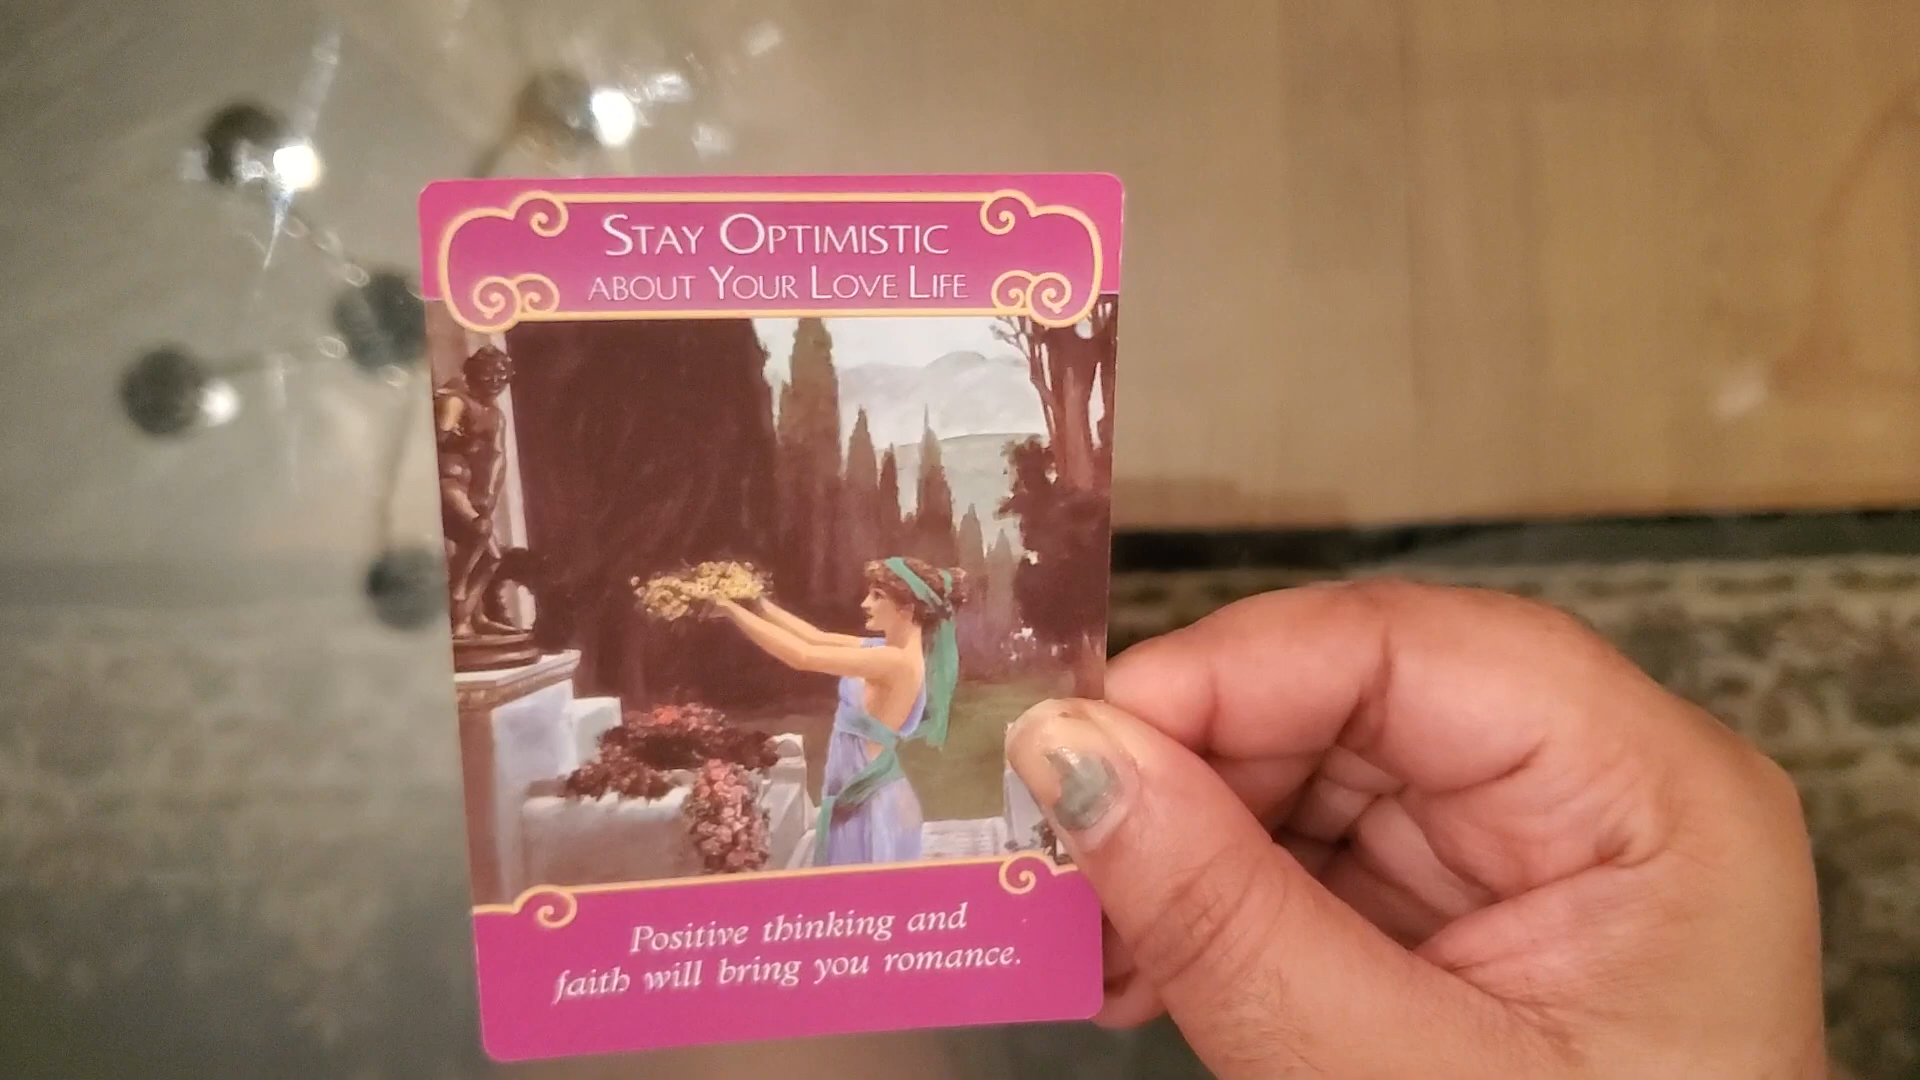 STAY OPTIMISTIC
ABOUT YOUR LOVE LIFE
Positive thinking and
faith will bring you romance.